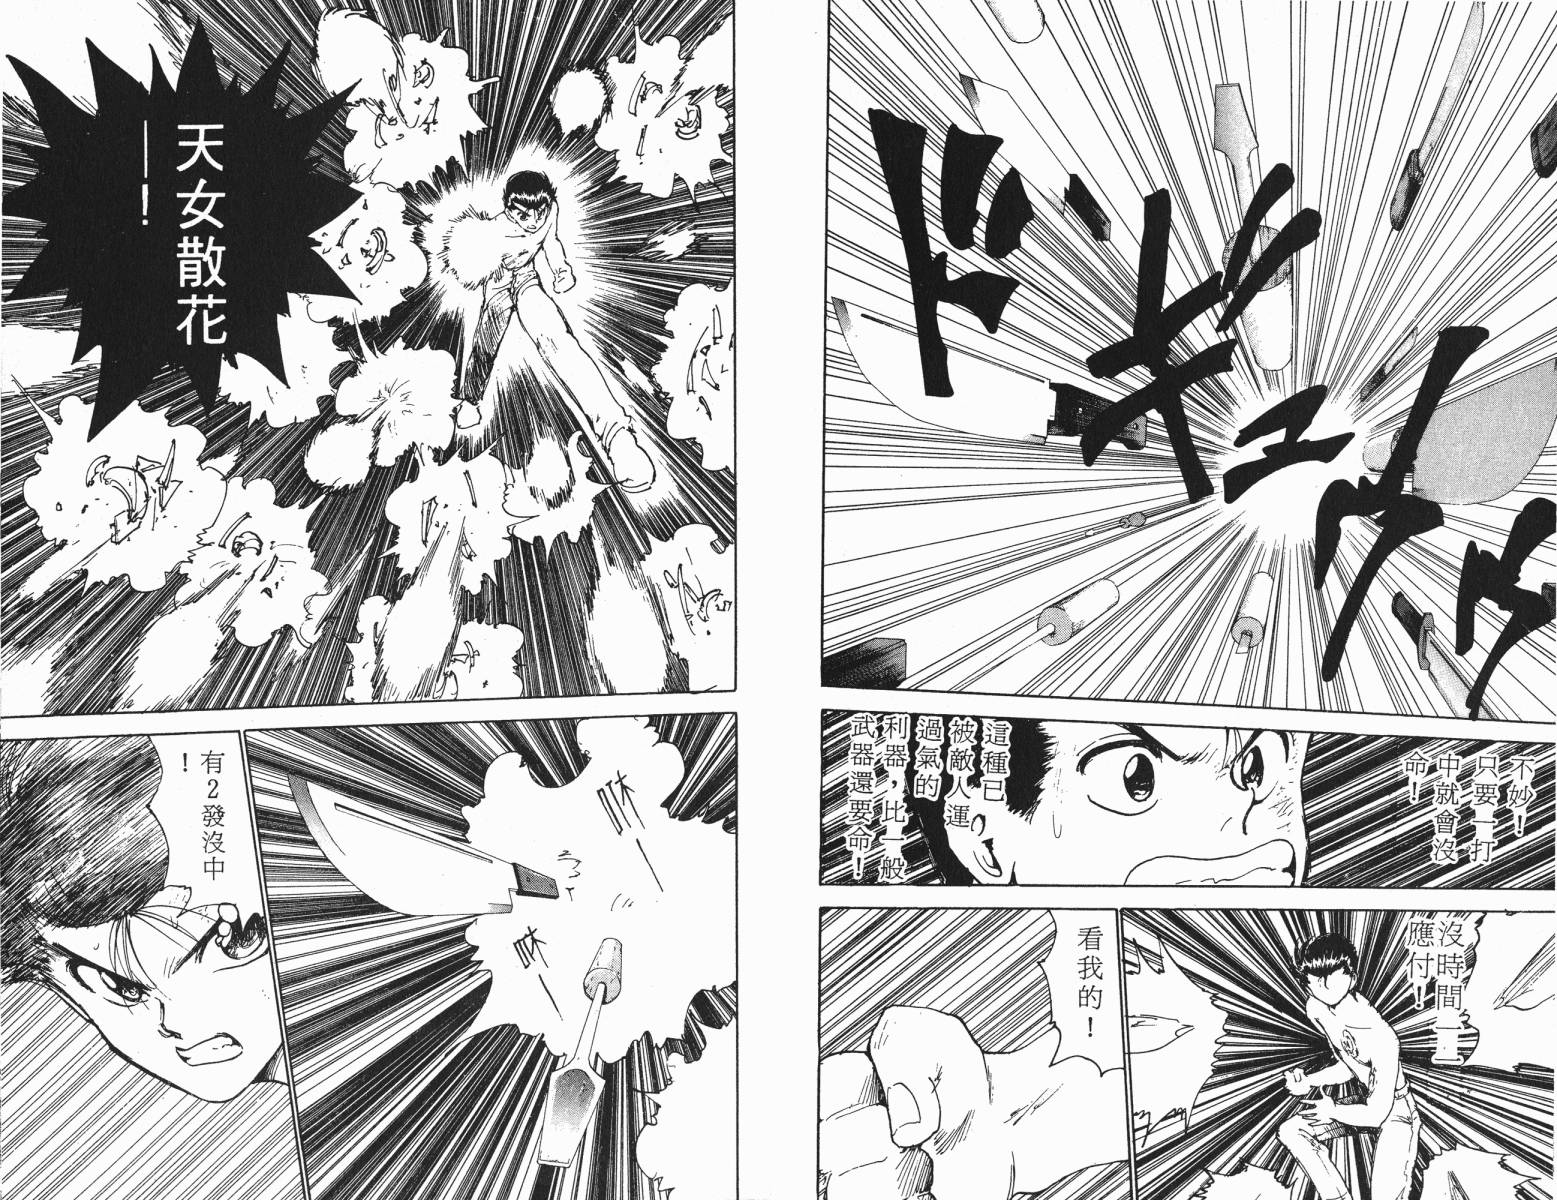 ドギュウッ
不妙！
只要一打
中就會沒
命！
這種已
被敵人運
過氣的
利器，比一般
武器還要命！
沒時間一一
應付！
看我的！
天女散花
—！
咻—
咻—
有2發沒中
！